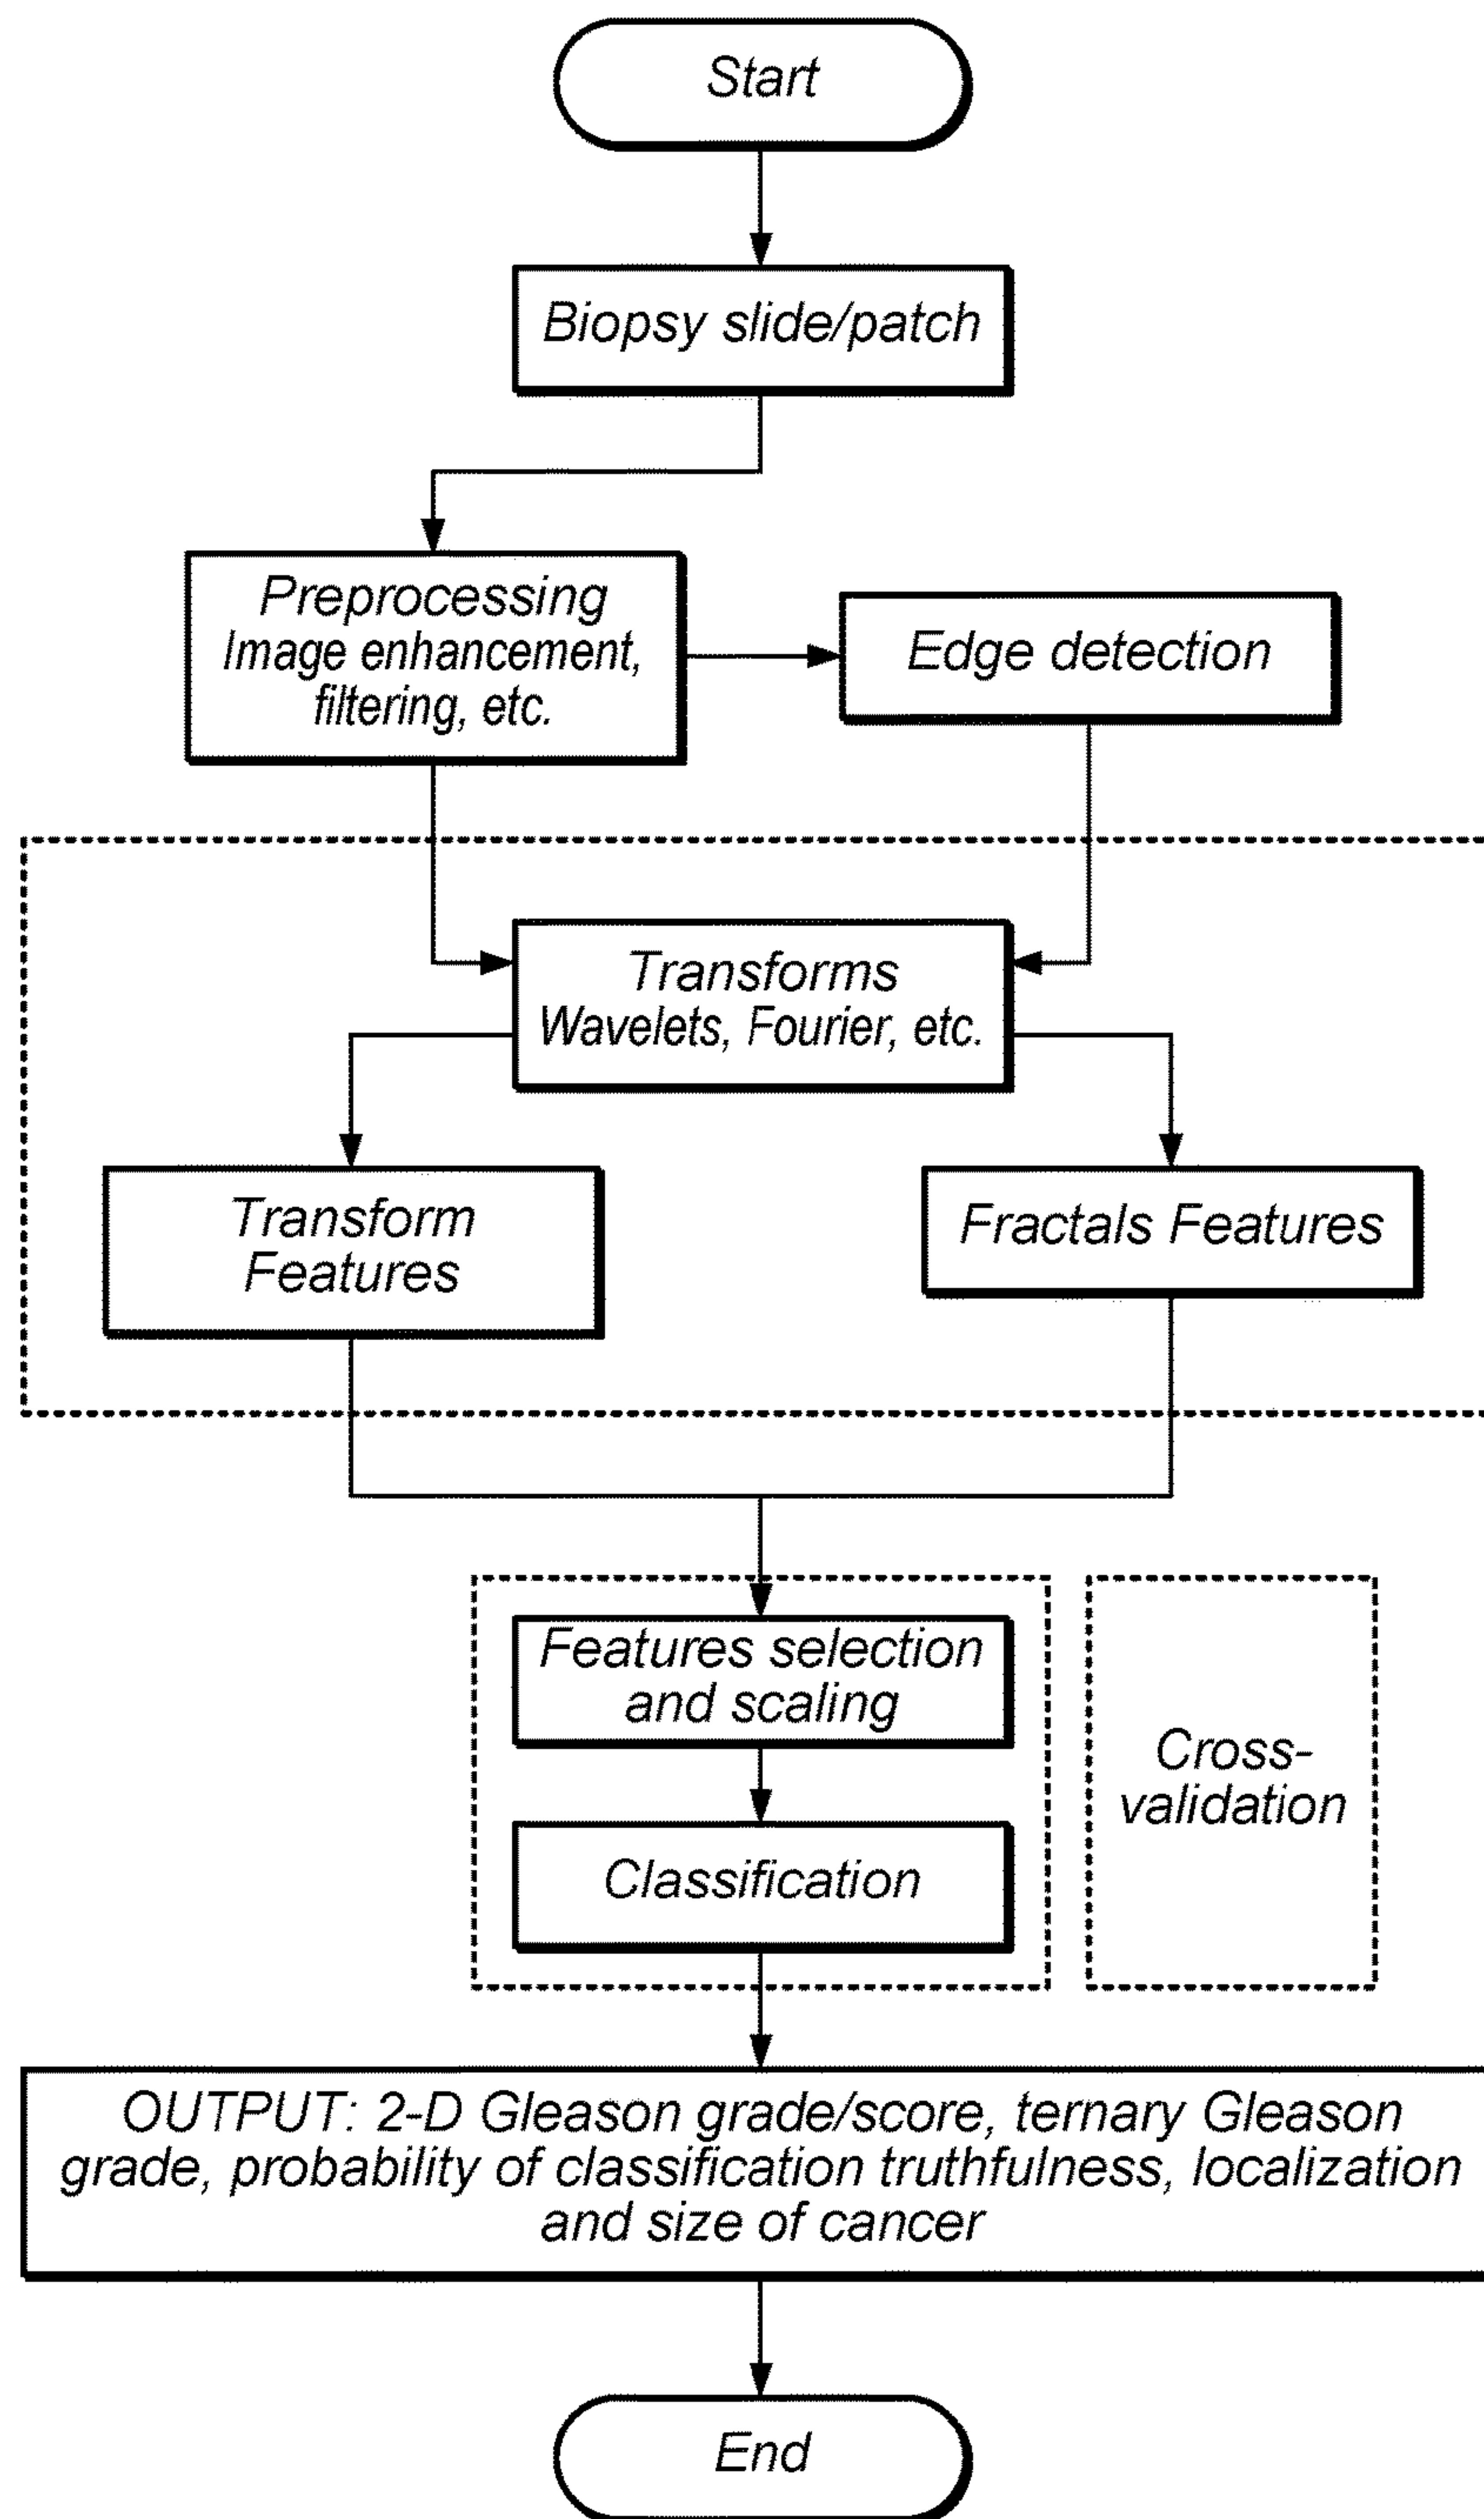 Start
Biopsy slide/patch
Preprocessing
Image enhancement,
filtering, etc.
Edge detection
Transforms
Wavelets, Fourier, etc.
Transform
Features
Fractals Features
Features selection
and scaling
Classification
Cross-
validation
OUTPUT: 2-D Gleason grade/score, ternary Gleason
grade, probability of classification truthfulness, localization
and size of cancer
End